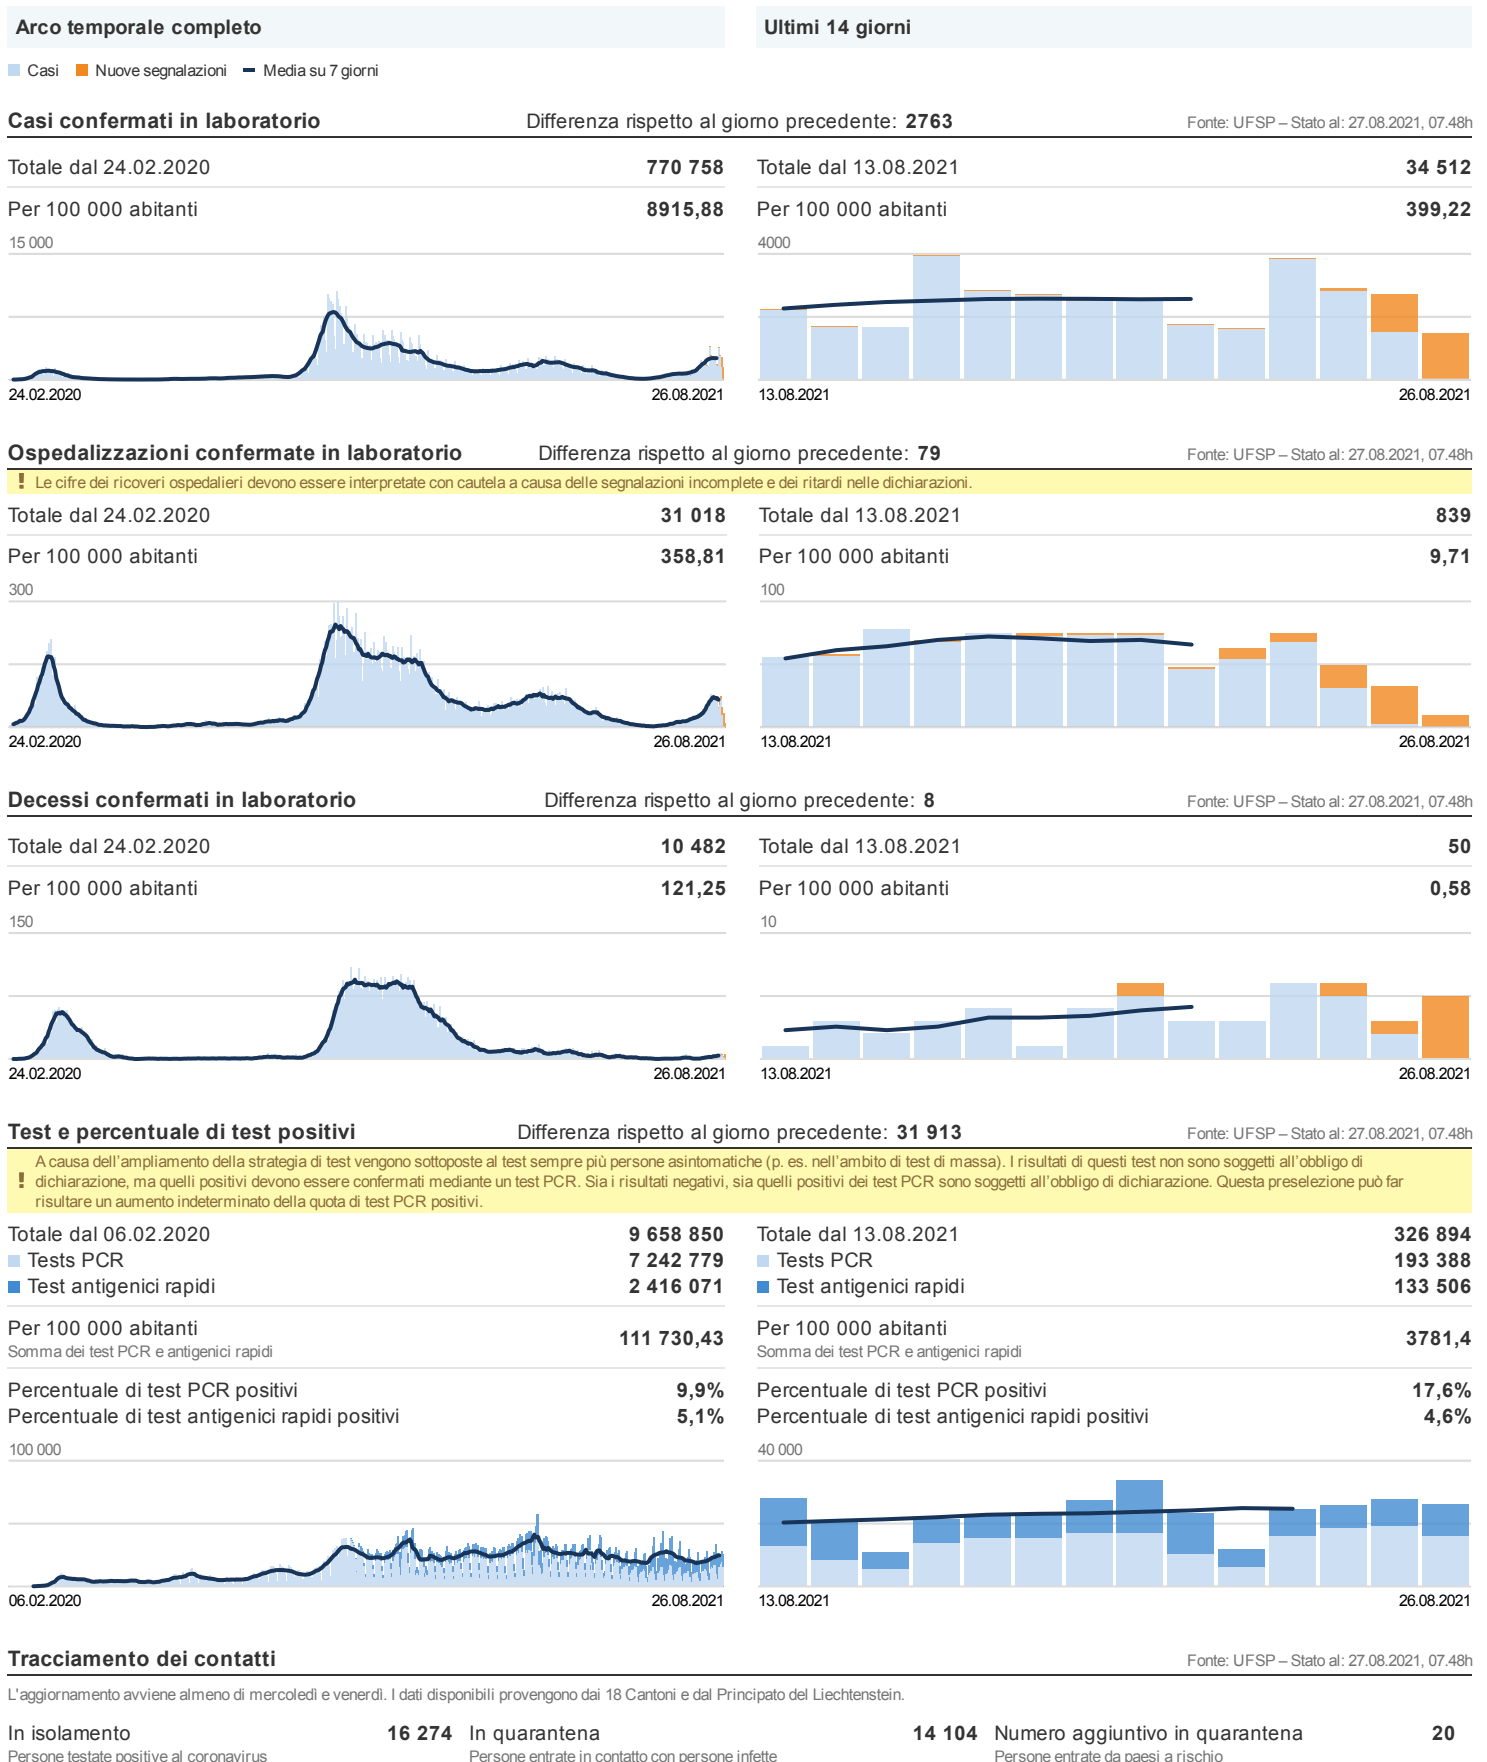 Arco temporale completo
Ultimi 14 giorni
Casi Nuove segnalazioni Media su 7 giorni
Casi confermati in laboratorio Differenza rispetto al giorno precedente: 2763 Fonte: UFSP – Stato al: 27.08.2021, 07.48h
Totale dal 24.02.2020 770 758
Per 100 000 abitanti 8915,88
15 000
24.02.2020 26.08.2021
Totale dal 13.08.2021 34 512
Per 100 000 abitanti 399,22
4000
13.08.2021 26.08.2021
Ospedalizzazioni confermate in laboratorio Differenza rispetto al giorno precedente: 79 Fonte: UFSP – Stato al: 27.08.2021, 07.48h
! Le cifre dei ricoveri ospedalieri devono essere interpretate con cautela a causa delle segnalazioni incomplete e dei ritardi nelle dichiarazioni.
Totale dal 24.02.2020 31 018
Per 100 000 abitanti 358,81
300
24.02.2020 26.08.2021
Totale dal 13.08.2021 839
Per 100 000 abitanti 9,71
100
13.08.2021 26.08.2021
Decessi confermati in laboratorio Differenza rispetto al giorno precedente: 8 Fonte: UFSP – Stato al: 27.08.2021, 07.48h
Totale dal 24.02.2020 10 482
Per 100 000 abitanti 121,25
150
24.02.2020 26.08.2021
Totale dal 13.08.2021 50
Per 100 000 abitanti 0,58
10
13.08.2021 26.08.2021
Test e percentuale di test positivi Differenza rispetto al giorno precedente: 31 913 Fonte: UFSP – Stato al: 27.08.2021, 07.48h
A causa dell'ampliamento della strategia di test vengono sottoposte al test sempre più persone asintomatiche (p. es. nell'ambito di test di massa). I risultati di questi test non sono soggetti all'obbligo di
! dichiarazione, ma quelli positivi devono essere confermati mediante un test PCR. Sia i risultati negativi, sia quelli positivi dei test PCR sono soggetti all'obbligo di dichiarazione. Questa preselezione può far
risultare un aumento indeterminato della quota di test PCR positivi.
Totale dal 06.02.2020 9 658 850
Tests PCR 7 242 779
Test antigenici rapidi 2 416 071
Per 100 000 abitanti 111 730,43
Somma dei test PCR e antigenici rapidi
Percentuale di test PCR positivi 9,9%
Percentuale di test antigenici rapidi positivi 5,1%
100 000
06.02.2020 26.08.2021
Totale dal 13.08.2021 326 894
Tests PCR 193 388
Test antigenici rapidi 133 506
Per 100 000 abitanti 3781,4
Somma dei test PCR e antigenici rapidi
Percentuale di test PCR positivi 17,6%
Percentuale di test antigenici rapidi positivi 4,6%
40 000
13.08.2021 26.08.2021
Tracciamento dei contatti Fonte: UFSP – Stato al: 27.08.2021, 07.48h
L'aggiornamento avviene almeno di mercoledì e venerdì. I dati disponibili provengono dai 18 Cantoni e dal Principato del Liechtenstein.
In isolamento 16 274 In quarantena 14 104 Numero aggiuntivo in quarantena 20
Persone testate positive al coronavirus Persone entrate in contatto con persone infette Persone entrate da paesi a rischio